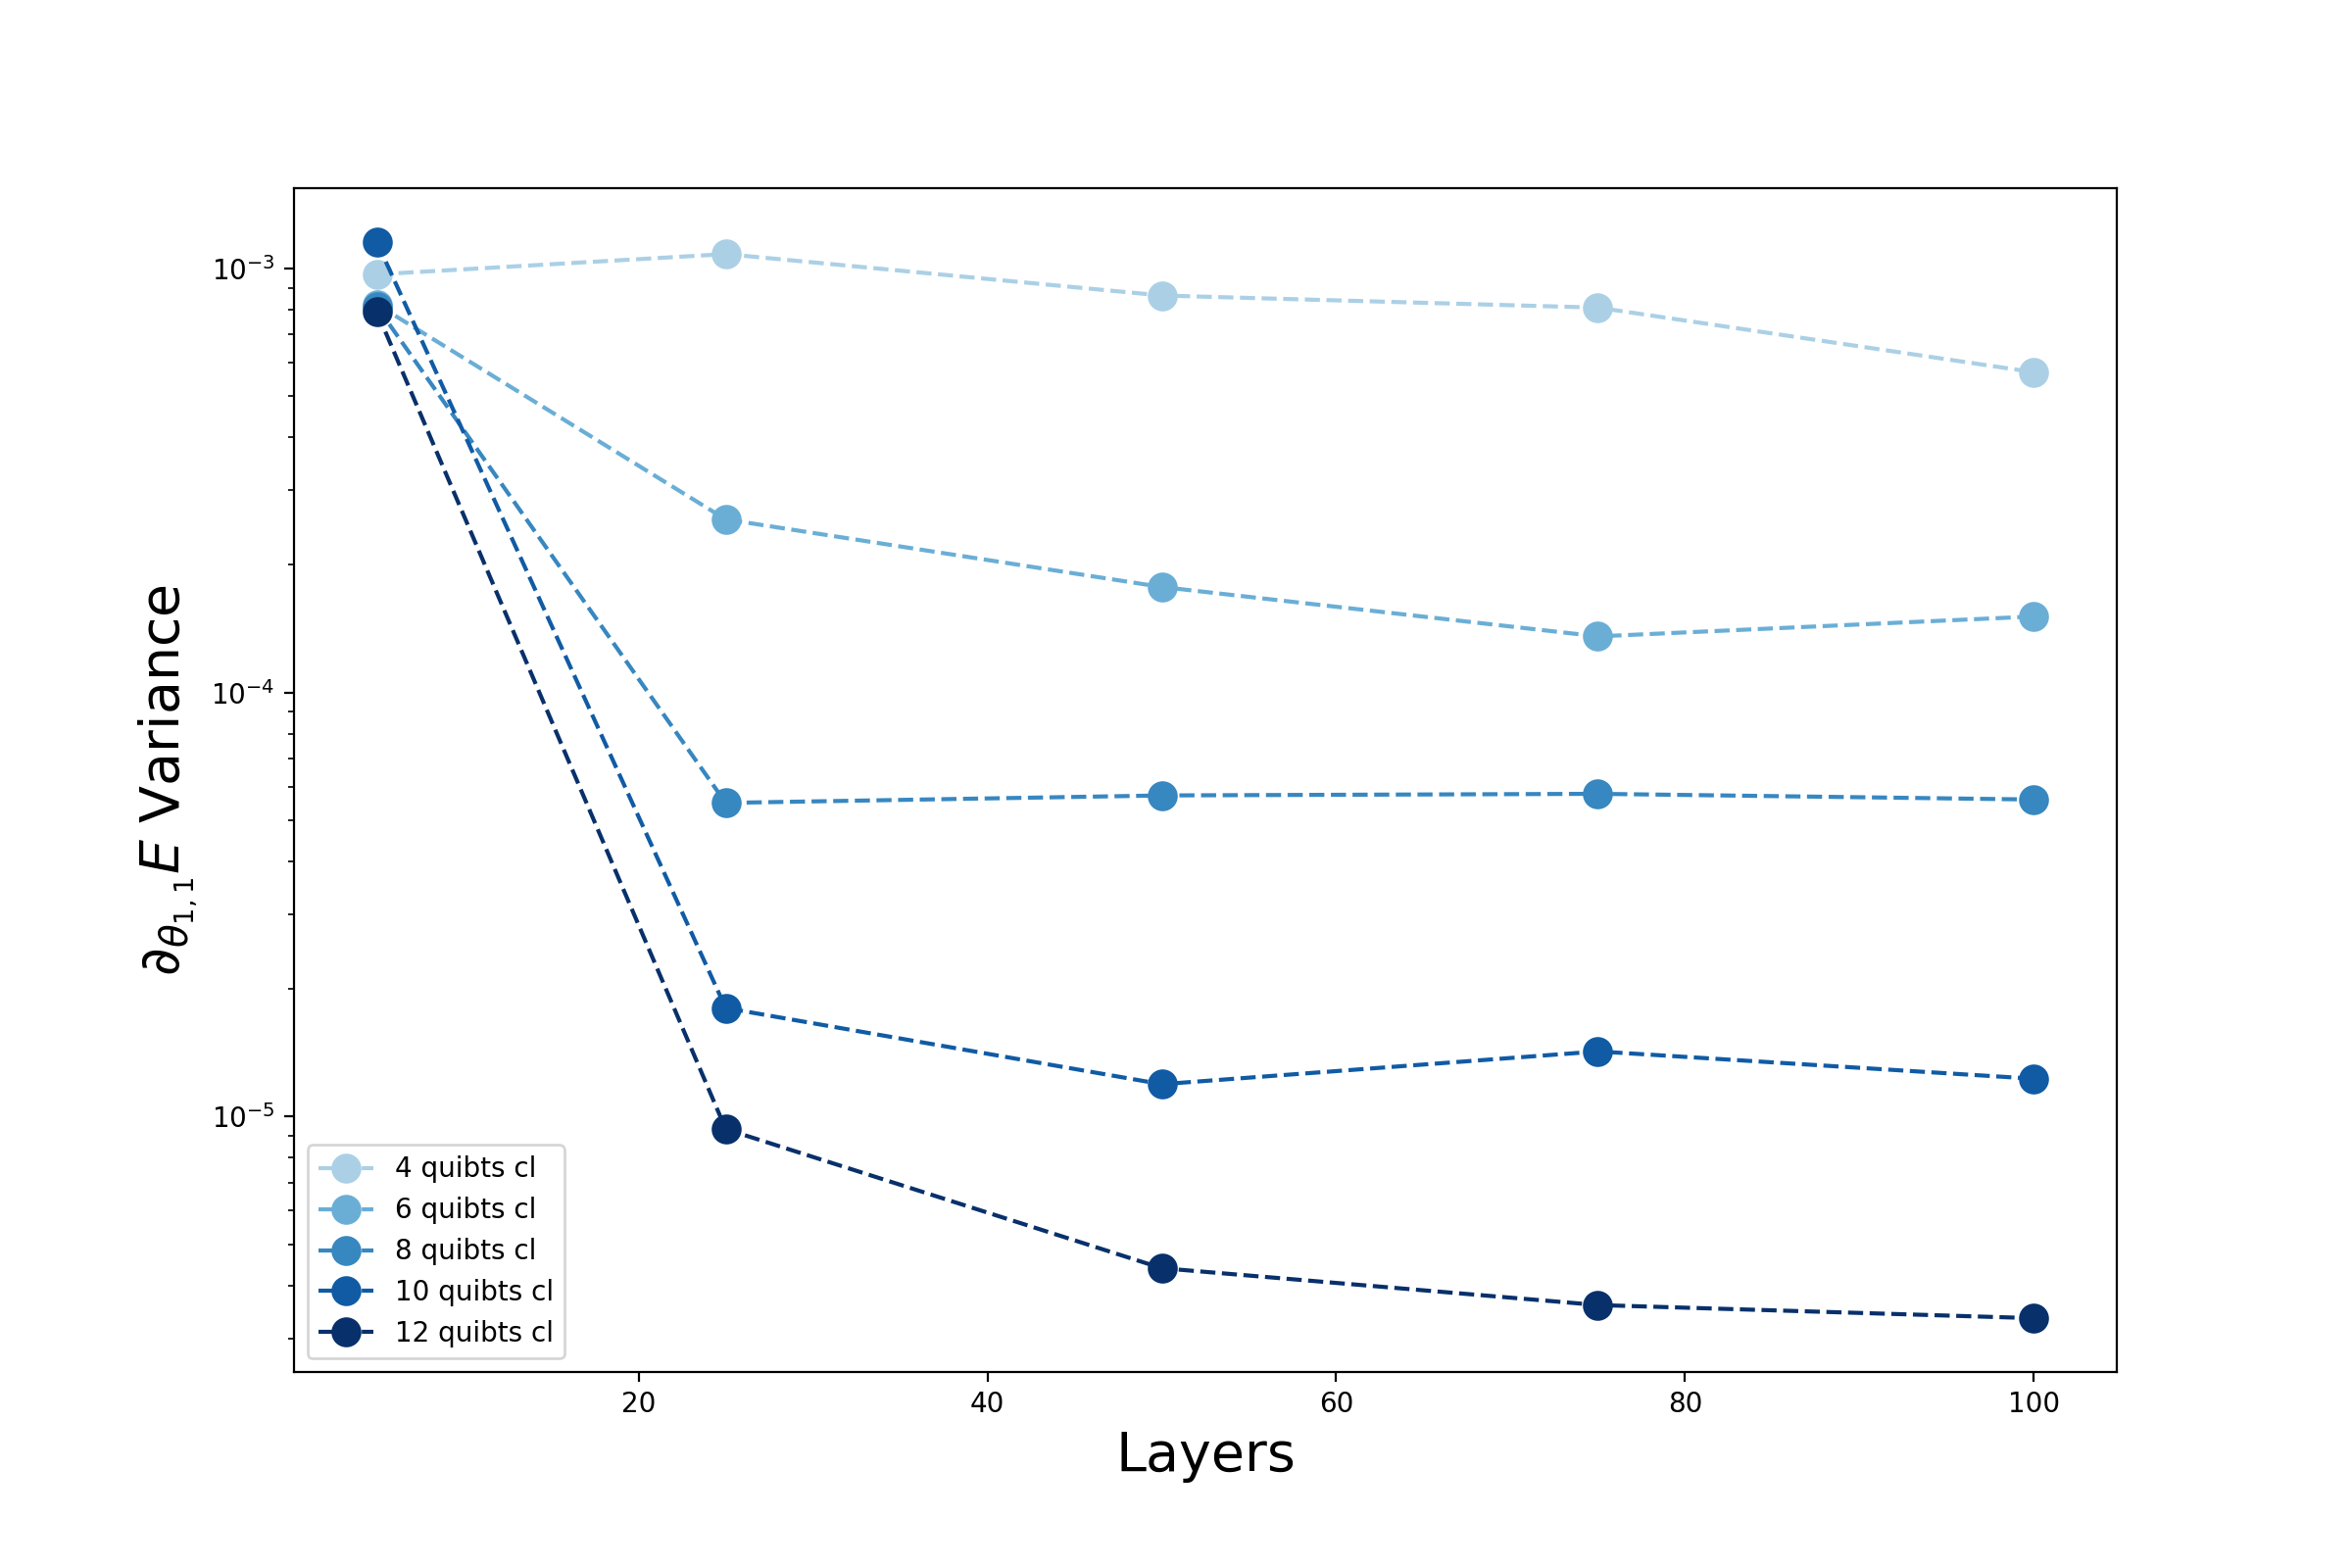 ∂θ₁,₁E Variance
10⁻³
10⁻⁴
10⁻⁵
4 quibts cl
6 quibts cl
8 quibts cl
10 quibts cl
12 quibts cl
20 40 60 80 100
Layers